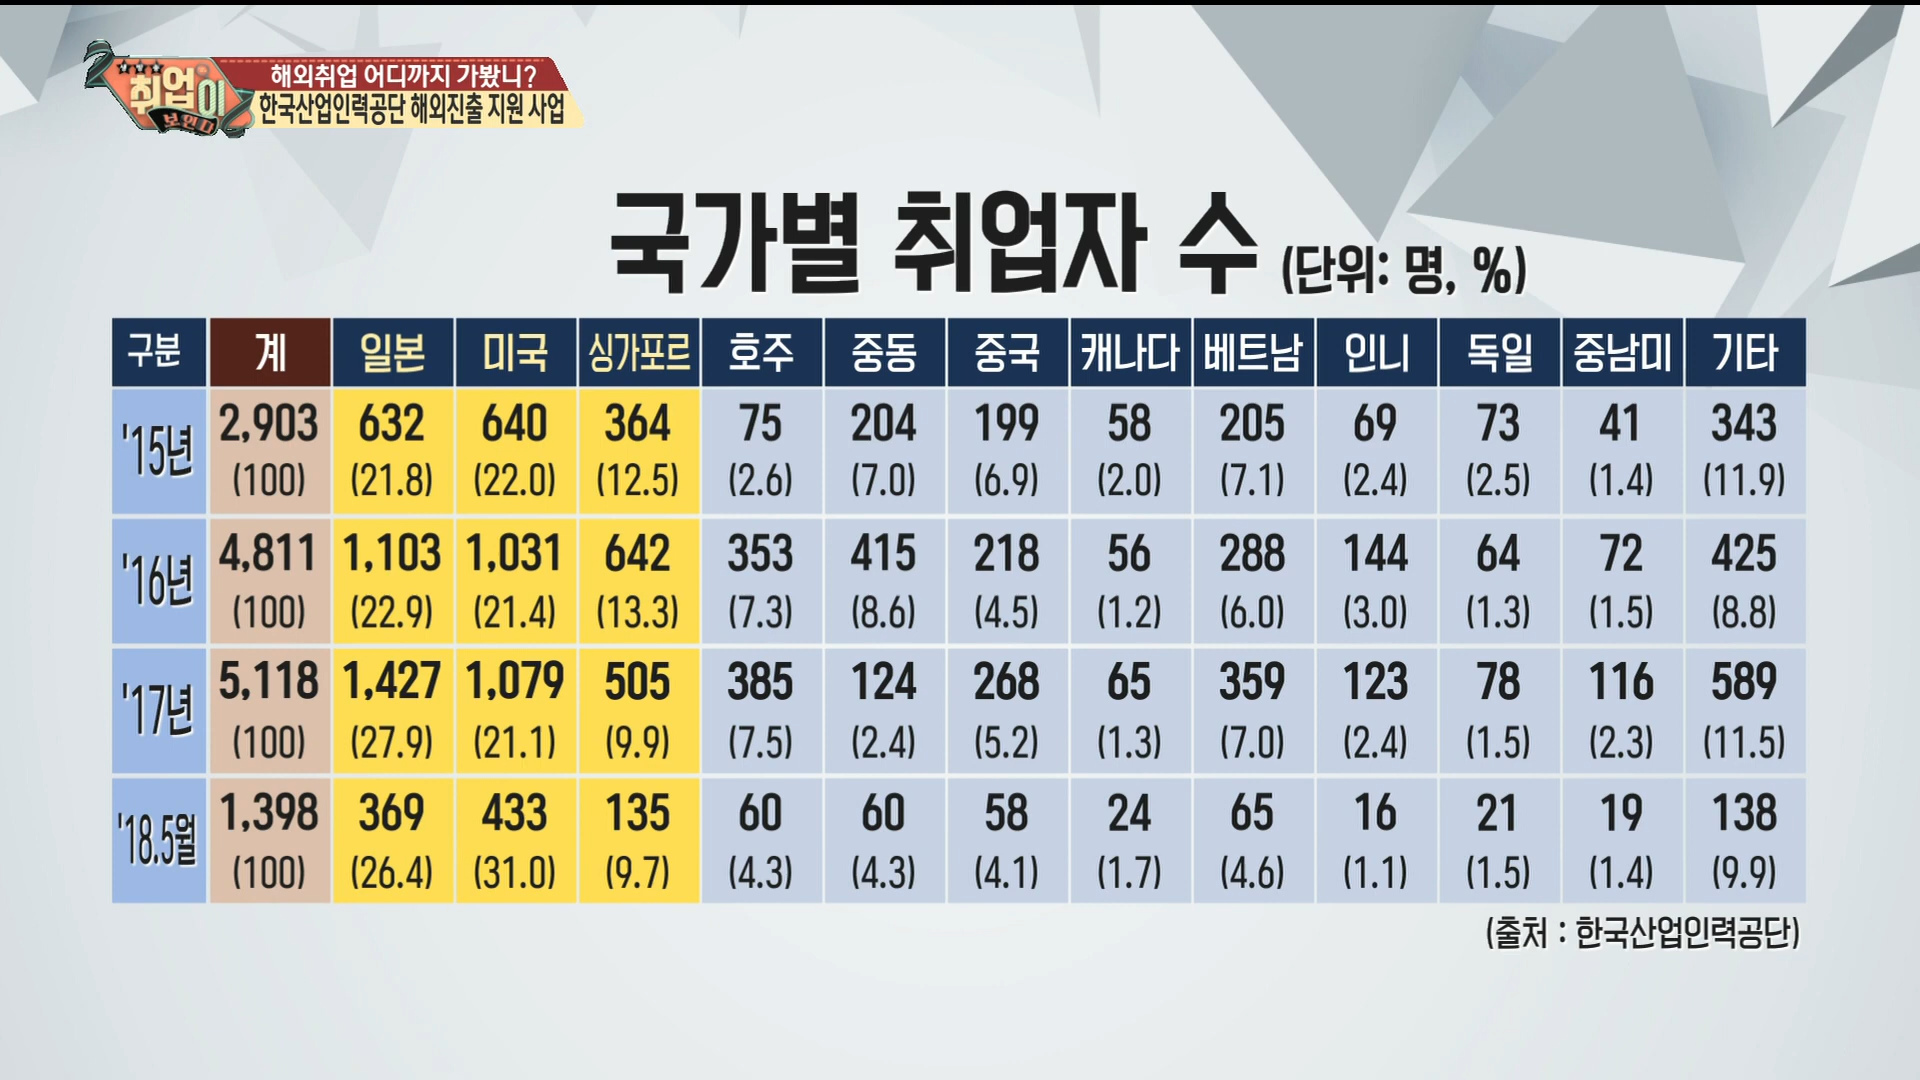 취업이
보인다
해외취업 어디까지 가봤니?
한국산업인력공단 해외진출 지원 사업
국가별 취업자 수 (단위: 명, %)
구분 계 일본 미국 싱가포르 호주 중동 중국 캐나다 베트남 인니 독일 중남미 기타
'15년 2,903 632 640 364 75 204 199 58 205 69 73 41 343
(100) (21.8) (22.0) (12.5) (2.6) (7.0) (6.9) (2.0) (7.1) (2.4) (2.5) (1.4) (11.9)
'16년 4,811 1,103 1,031 642 353 415 218 56 288 144 64 72 425
(100) (22.9) (21.4) (13.3) (7.3) (8.6) (4.5) (1.2) (6.0) (3.0) (1.3) (1.5) (8.8)
'17년 5,118 1,427 1,079 505 385 124 268 65 359 123 78 116 589
(100) (27.9) (21.1) (9.9) (7.5) (2.4) (5.2) (1.3) (7.0) (2.4) (1.5) (2.3) (11.5)
'18.5월 1,398 369 433 135 60 60 58 24 65 16 21 19 138
(100) (26.4) (31.0) (9.7) (4.3) (4.3) (4.1) (1.7) (4.6) (1.1) (1.5) (1.4) (9.9)
(출처 : 한국산업인력공단)